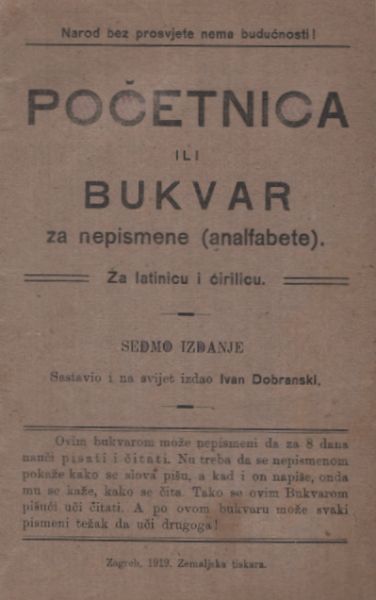 Narod bez prosvjete nema budućnosti!
POČETNICA
ILI
BUKVAR
za nepismene (analfabete).
Za latinicu i ćirilicu.
SEDMO IZDANJE
Sastavio i na svijet izdao Ivan Dobranski.
Ovim bukvarom može nepismeni da za 8 dana
nauči pisati i čitati. Nu treba da se nepismenom
pokaže kako se slova pišu, a kad i on napiše, onda
mu se kaže, kako se čita. Tako se ovim Bukvarom
pišući uči čitati. A po ovom bukvaru može svaki
pismeni težak da uči drugoga!
Zagreb, 1919. Zemaljska tiskara.